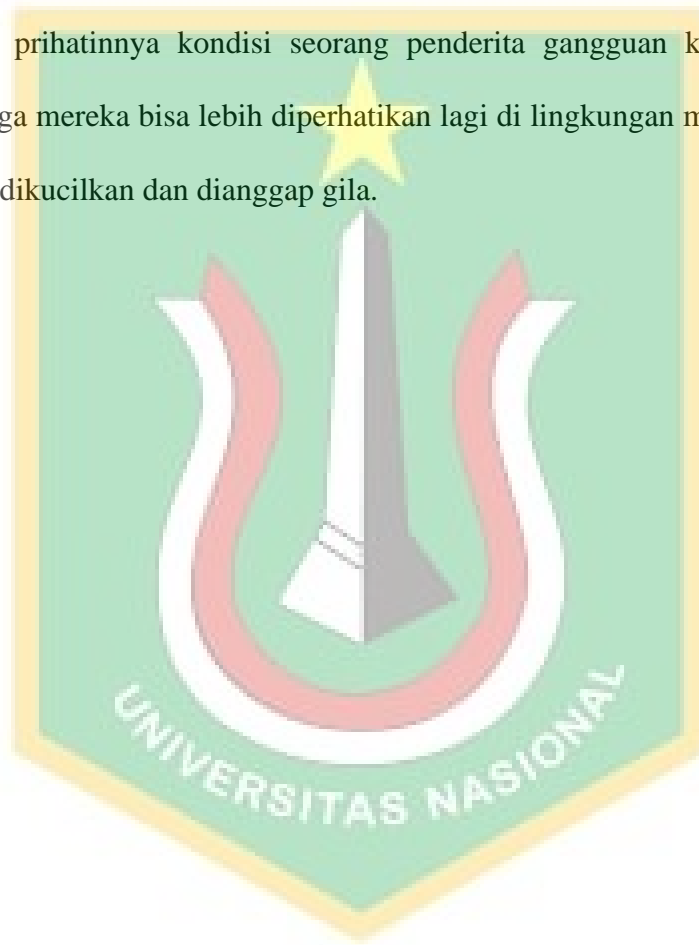 prihatinnya kondisi seorang penderita gangguan k
ga mereka bisa lebih diperhatikan lagi di lingkungan m
dikucilkan dan dianggap gila.
UNIVERSITAS NASIONAL